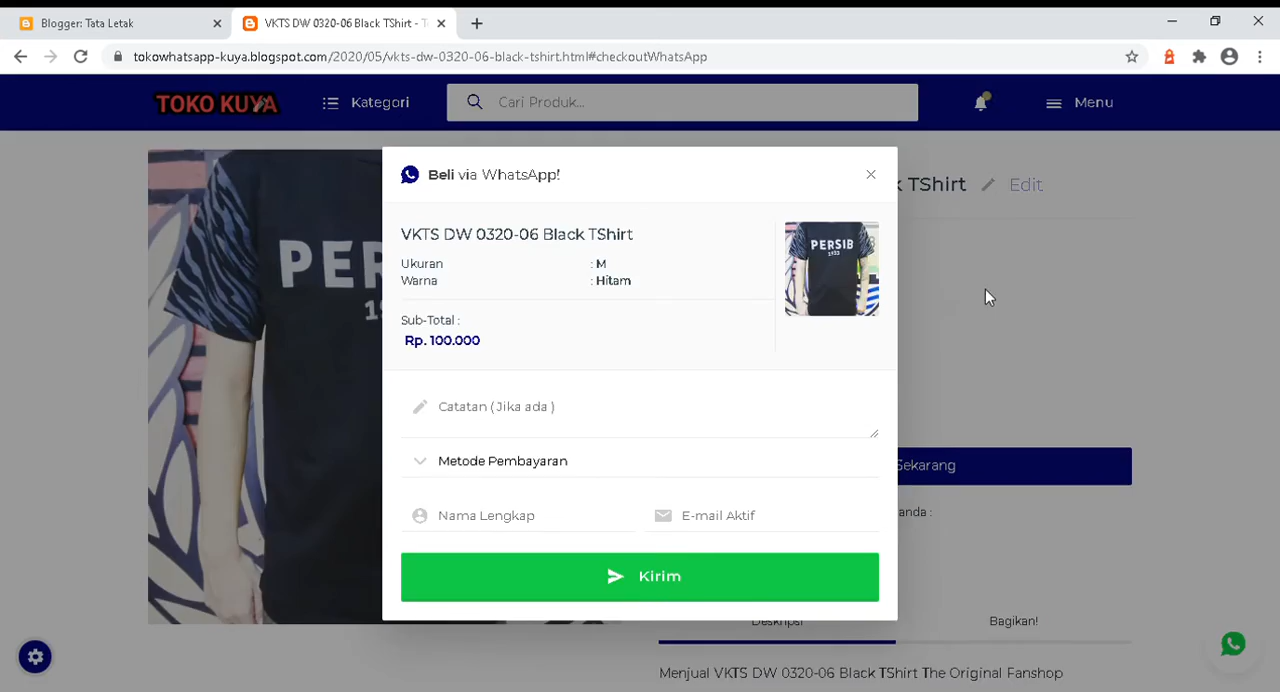 Blogger: Tata Letak
VKTS DW 0320-06 Black TShirt - T
tokowhatsapp-kuya.blogspot.com/2020/05/vkts-dw-0320-06-black-tshirt.html#checkoutWhatsApp
TOKO KUYA
Kategori
Cari Produk...
Menu
Beli via WhatsApp!
TShirt
Edit
VKTS DW 0320-06 Black TShirt
Ukuran : M
Warna : Hitam
Sub-Total :
Rp. 100.000
PERSIB
1933
PER
Catatan ( Jika ada )
Metode Pembayaran
Sekarang
Nama Lengkap
E-mail Aktif
anda :
Kirim
Deskripsi
Bagikan!
Menjual VKTS DW 0320-06 Black TShirt The Original Fanshop